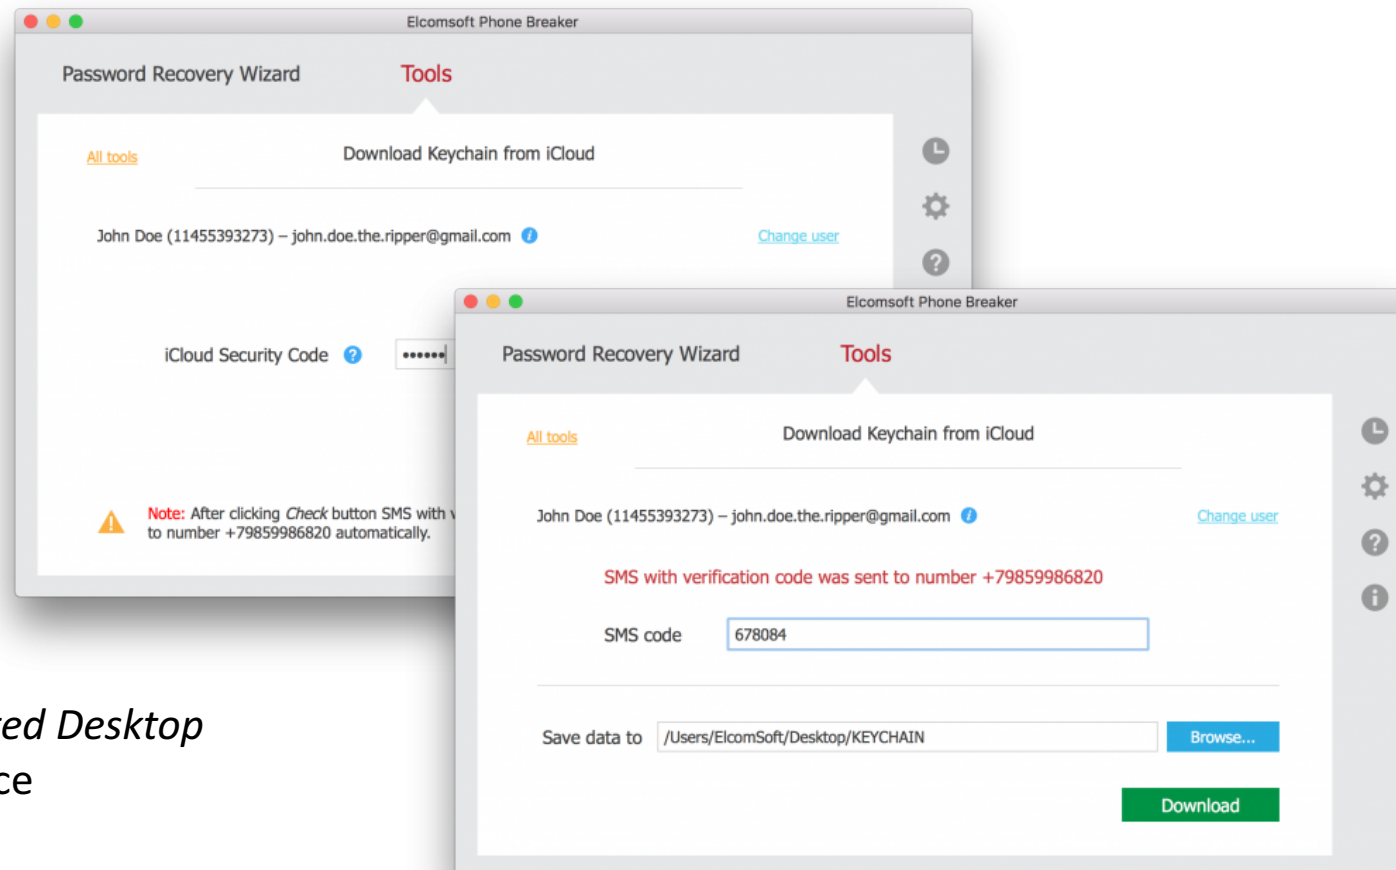 Elcomsoft Phone Breaker
Password Recovery Wizard Tools
All tools Download Keychain from iCloud
John Doe (11455393273) – john.doe.the.ripper@gmail.com Change user
iCloud Security Code ••••••
Note: After clicking Check button SMS with
to number +79859986820 automatically.
Elcomsoft Phone Breaker
Password Recovery Wizard Tools
All tools Download Keychain from iCloud
John Doe (11455393273) – john.doe.the.ripper@gmail.com Change user
SMS with verification code was sent to number +79859986820
SMS code 678084
Save data to /Users/ElcomSoft/Desktop/KEYCHAIN Browse...
Download
Desktop